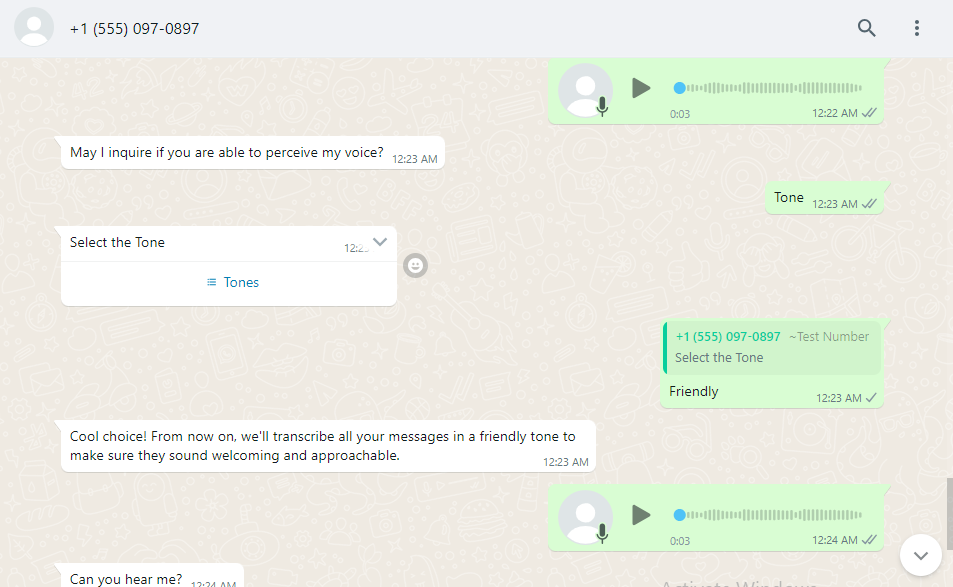 +1 (555) 097-0897
0:03
12:22 AM
May I inquire if you are able to perceive my voice? 12:23 AM
Tone 12:23 AM
Select the Tone
Tones
+1 (555) 097-0897 ~Test Number
Select the Tone
Friendly 12:23 AM
Cool choice! From now on, we'll transcribe all your messages in a friendly tone to
make sure they sound welcoming and approachable. 12:23 AM
0:03
12:24 AM
Can you hear me? 12:24 AM
Activate Windows